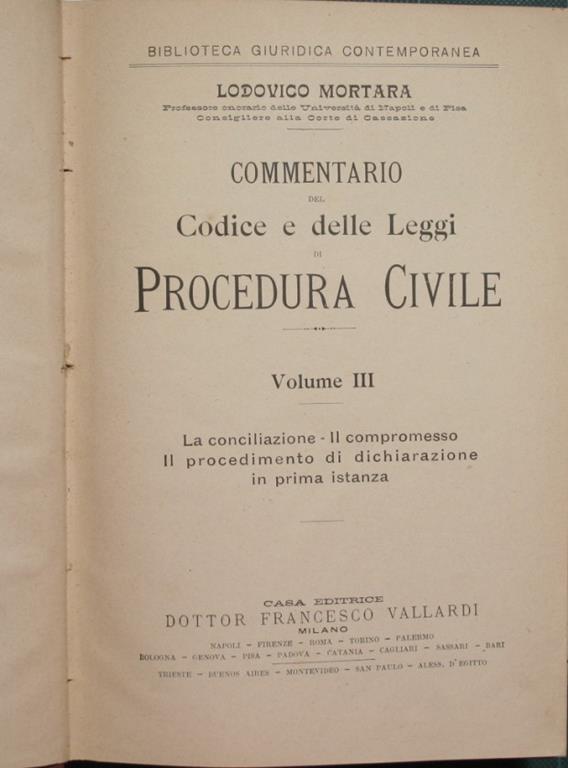 BIBLIOTECA GIURIDICA CONTEMPORANEA
LODOVICO MORTARA
Professore onorario delle Università di Napoli e di Pisa
Consigliere alla Corte di Cassazione
COMMENTARIO
DEL
Codice e delle Leggi
DI
PROCEDURA CIVILE
Volume III
La conciliazione - Il compromesso
Il procedimento di dichiarazione
in prima istanza
CASA EDITRICE
DOTTOR FRANCESCO VALLARDI
MILANO
NAPOLI – FIRENZE – ROMA – TORINO – PALERMO
BOLOGNA – GENOVA – PISA – PADOVA – CATANIA – CAGLIARI – SASSARI – BARI
TRIESTE – BUENOS AIRES – MONTEVIDEO – SAN PAULO – ALESS. D'EGITTO